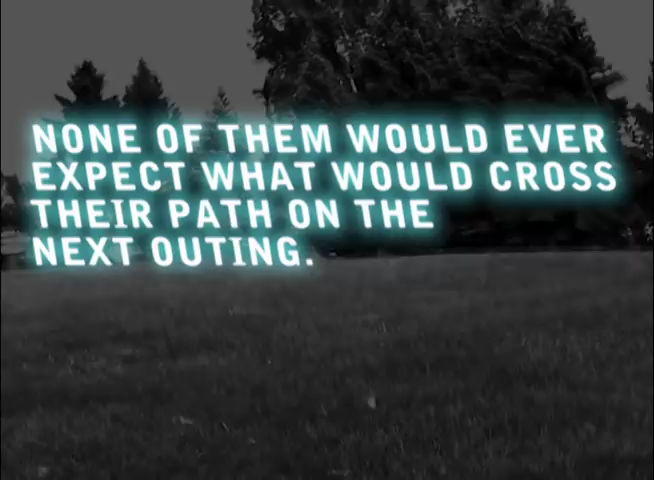 NONE OF THEM WOULD EVER
EXPECT WHAT WOULD CROSS
THEIR PATH ON THE
NEXT OUTING.